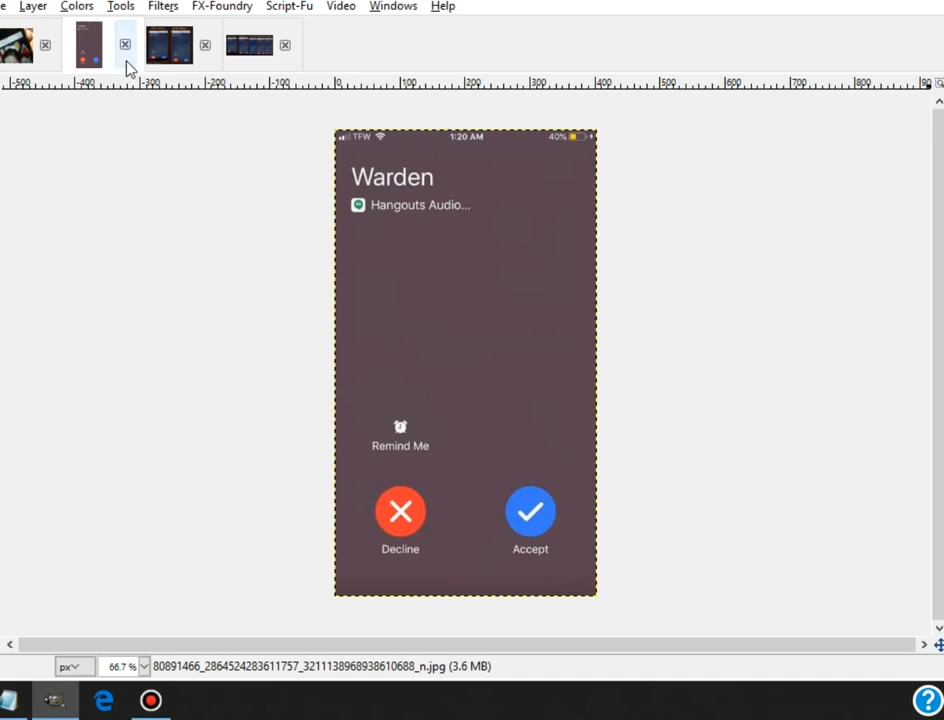 e Layer Colors Tools Filters FX-Foundry Script-Fu Video Windows Help
-500 -400 -300 -200 -100 0 100 200 300 400 500 600 700 800 90
TFW 1:20 AM 40%
Warden
Hangouts Audio...
Remind Me
Decline Accept
px 66.7 % 80891466_2864524283611757_3211138968938610688_n.jpg (3.6 MB)